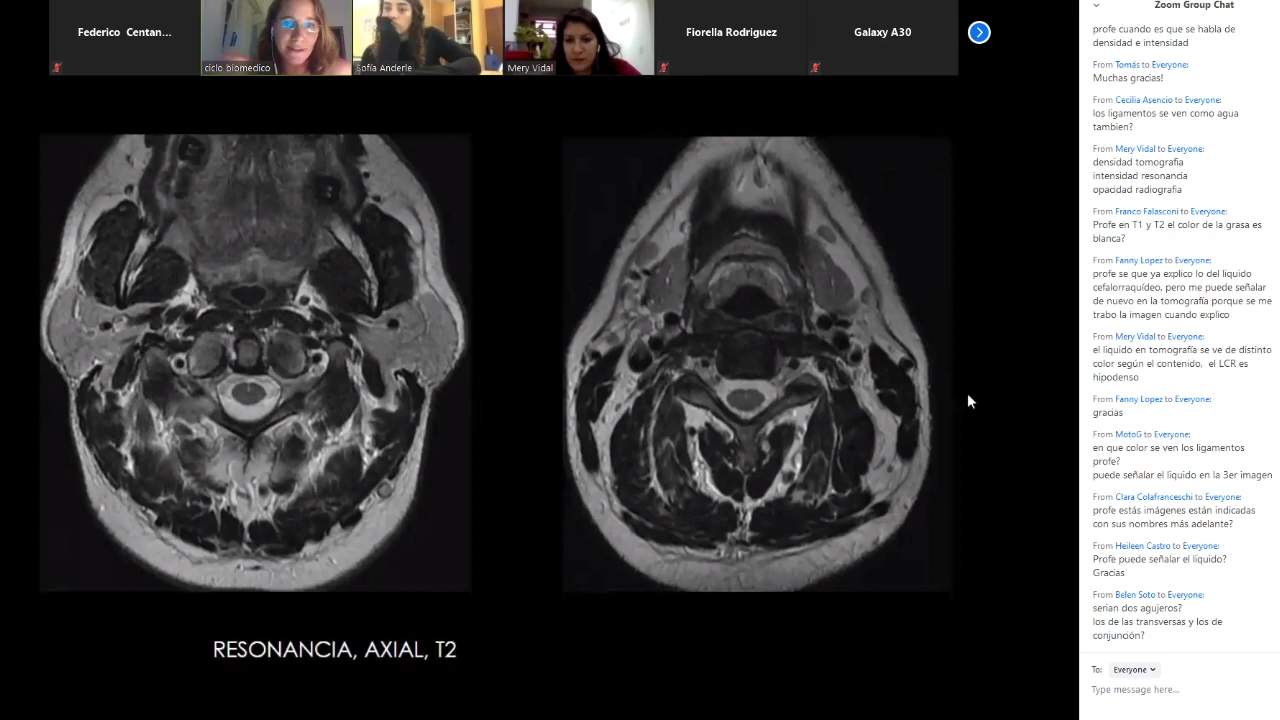 Federico Centan...
ciclo biomedico
Sofía Anderle
Mery Vidal
Fiorella Rodriguez
Galaxy A30
RESONANCIA, AXIAL, T2
Zoom Group Chat
profe cuando es que se habla de
densidad e intensidad
From Tomás to Everyone:
Muchas gracias!
From Cecilia Asencio to Everyone:
los ligamentos se ven como agua
tambien?
From Mery Vidal to Everyone:
densidad tomografia
intensidad resonancia
opacidad radiografia
From Franco Falasconi to Everyone:
Profe en T1 y T2 el color de la grasa es
blanca?
From Fanny Lopez to Everyone:
profe se que ya explico lo del liquido
cefalorraquídeo, pero me puede señalar
de nuevo en la tomografía porque se me
trabo la imagen cuando explico
From Mery Vidal to Everyone:
el liquido en tomografía se ve de distinto
color según el contenido, el LCR es
hipodenso
From Fanny Lopez to Everyone:
gracias
From MotoG to Everyone:
en que color se ven los ligamentos
profe?
puede señalar el liquido en la 3er imagen
From Clara Colafranceschi to Everyone:
profe estás imágenes están indicadas
con sus nombres más adelante?
From Heileen Castro to Everyone:
Profe puede señalar el liquido?
Gracias
From Belen Soto to Everyone:
serian dos agujeros?
los de las transversas y los de
conjunción?
To: Everyone
Type message here...